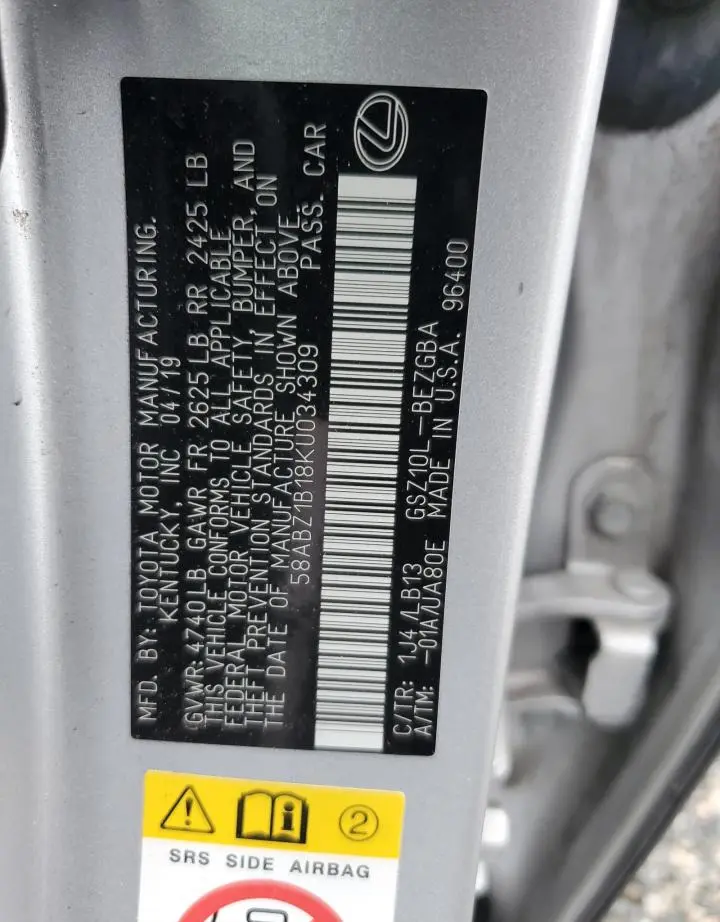 MFD. BY: TOYOTA MOTOR MANUFACTURING.
KENTUCKY, INC 04/19
GVWR 4740LB GAWR FR 2625 LB RR 2425 LB
THIS VEHICLE CONFORMS TO ALL APPLICABLE
FEDERAL MOTOR VEHICLE SAFETY, BUMPER, AND
THEFT PREVENTION STANDARDS IN EFFECT ON
THE DATE OF MANUFACTURE SHOWN ABOVE.
58ABZ1B18KU034309 PASS. CAR
C/TR: 1J4/LB13 GSZ10L-BEZGBA
A/TM: -01A/UA80E MADE IN U.S.A. 96400
2
SRS SIDE AIRBAG